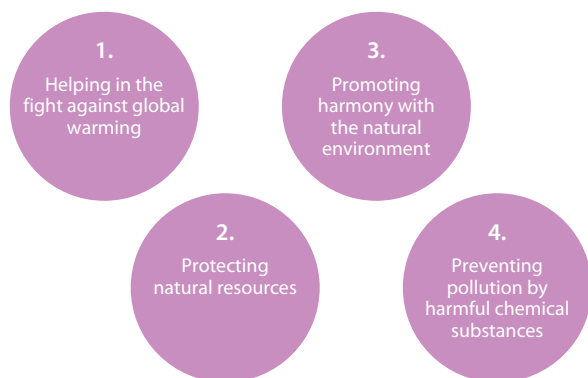 1.
Helping in the
fight against global
warming
2.
Protecting
natural resources
3.
Promoting
harmony with
the natural
environment
4.
Preventing
pollution by
harmful chemical
substances